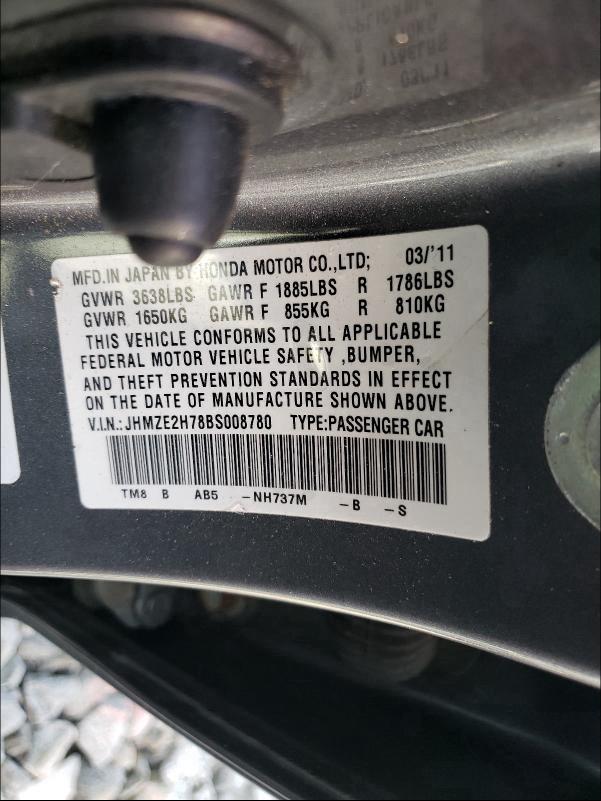 MFD.IN JAPAN BY HONDA MOTOR CO.,LTD; 03/'11
GVWR 3638LBS GAWR F 1885LBS R 1786LBS
GVWR 1650KG GAWR F 855KG R 810KG
THIS VEHICLE CONFORMS TO ALL APPLICABLE
FEDERAL MOTOR VEHICLE SAFETY ,BUMPER,
AND THEFT PREVENTION STANDARDS IN EFFECT
ON THE DATE OF MANUFACTURE SHOWN ABOVE.
V.I.N.:JHMZE2H78BS008780 TYPE:PASSENGER CAR
TM8 B AB5 -NH737M -B -S